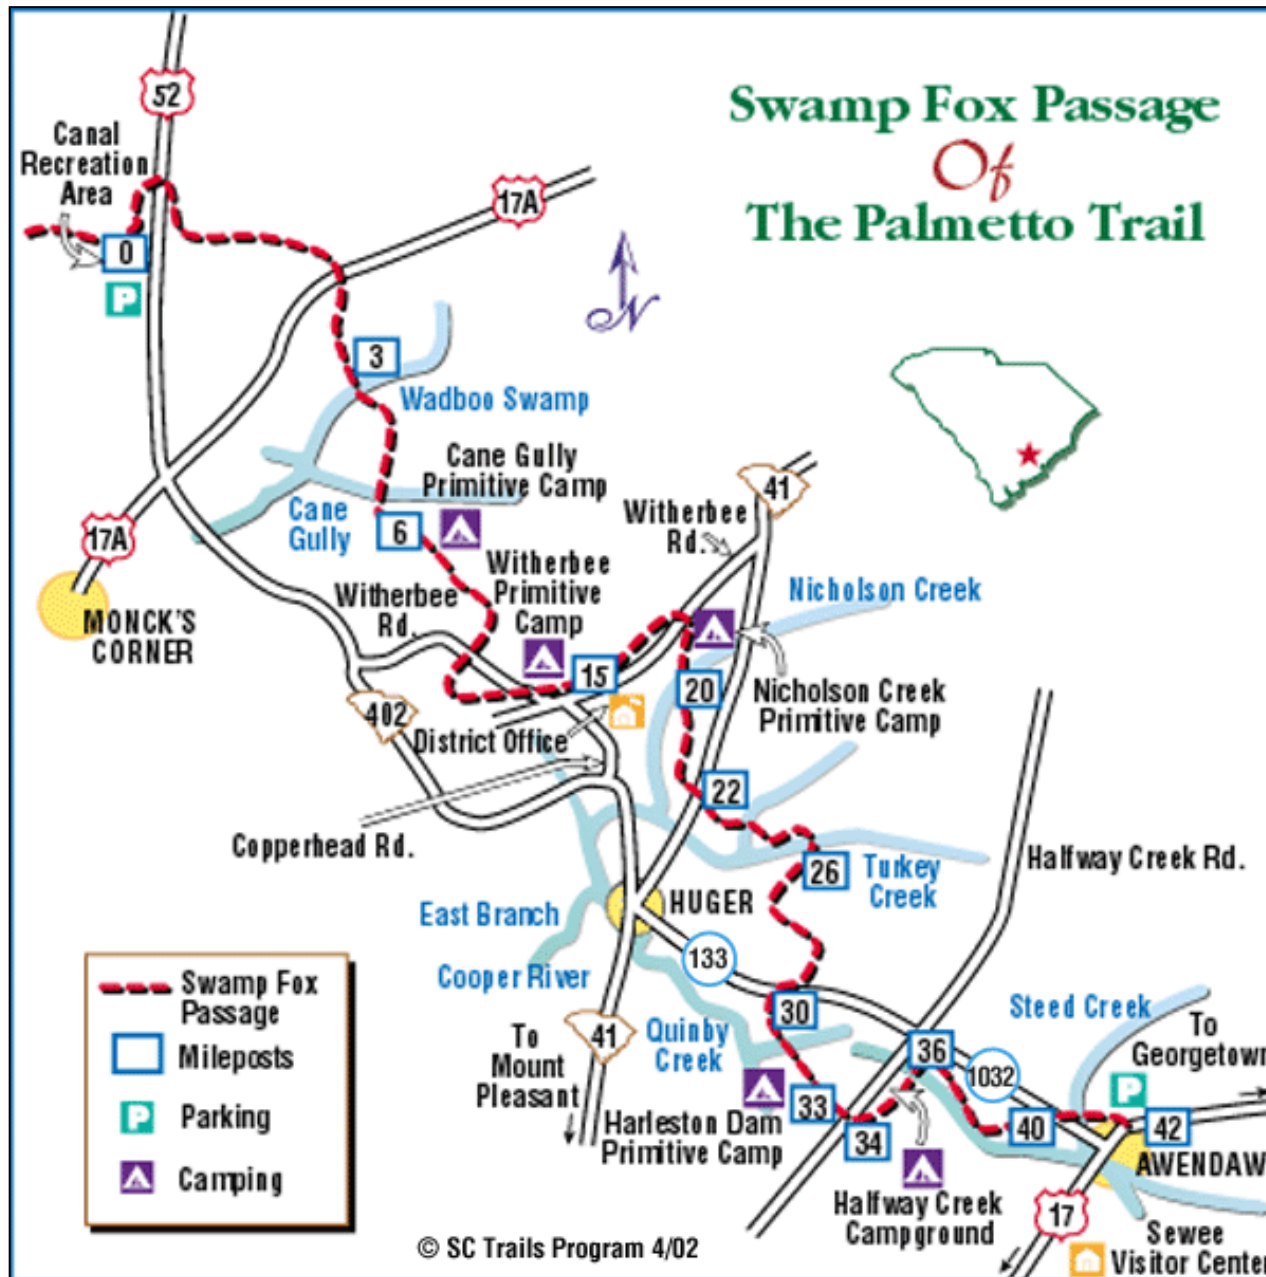 Swamp Fox Passage
Of
The Palmetto Trail
52
Canal
Recreation
Area
17A
0
P
N
3
Wadboo Swamp
Cane Gully
Primitive Camp
41
Cane
Gully
6
Witherbee
Rd.
17A
Witherbee
Primitive
Camp
Witherbee
Rd.
Nicholson Creek
MONCK'S
CORNER
15
20
Nicholson Creek
Primitive Camp
402
District Office
22
Copperhead Rd.
26
Turkey
Creek
Halfway Creek Rd.
East Branch
HUGER
133
Cooper River
Swamp Fox
Passage
Mileposts
P
Parking
Camping
To
Mount
Pleasant
41
Quinby
Creek
30
36
1032
Steed Creek
To
Georgetown
P
33
34
40
42
Harleston Dam
Primitive Camp
AWENDAW
Halfway Creek
Campground
17
Sewee
Visitor Center
© SC Trails Program 4/02